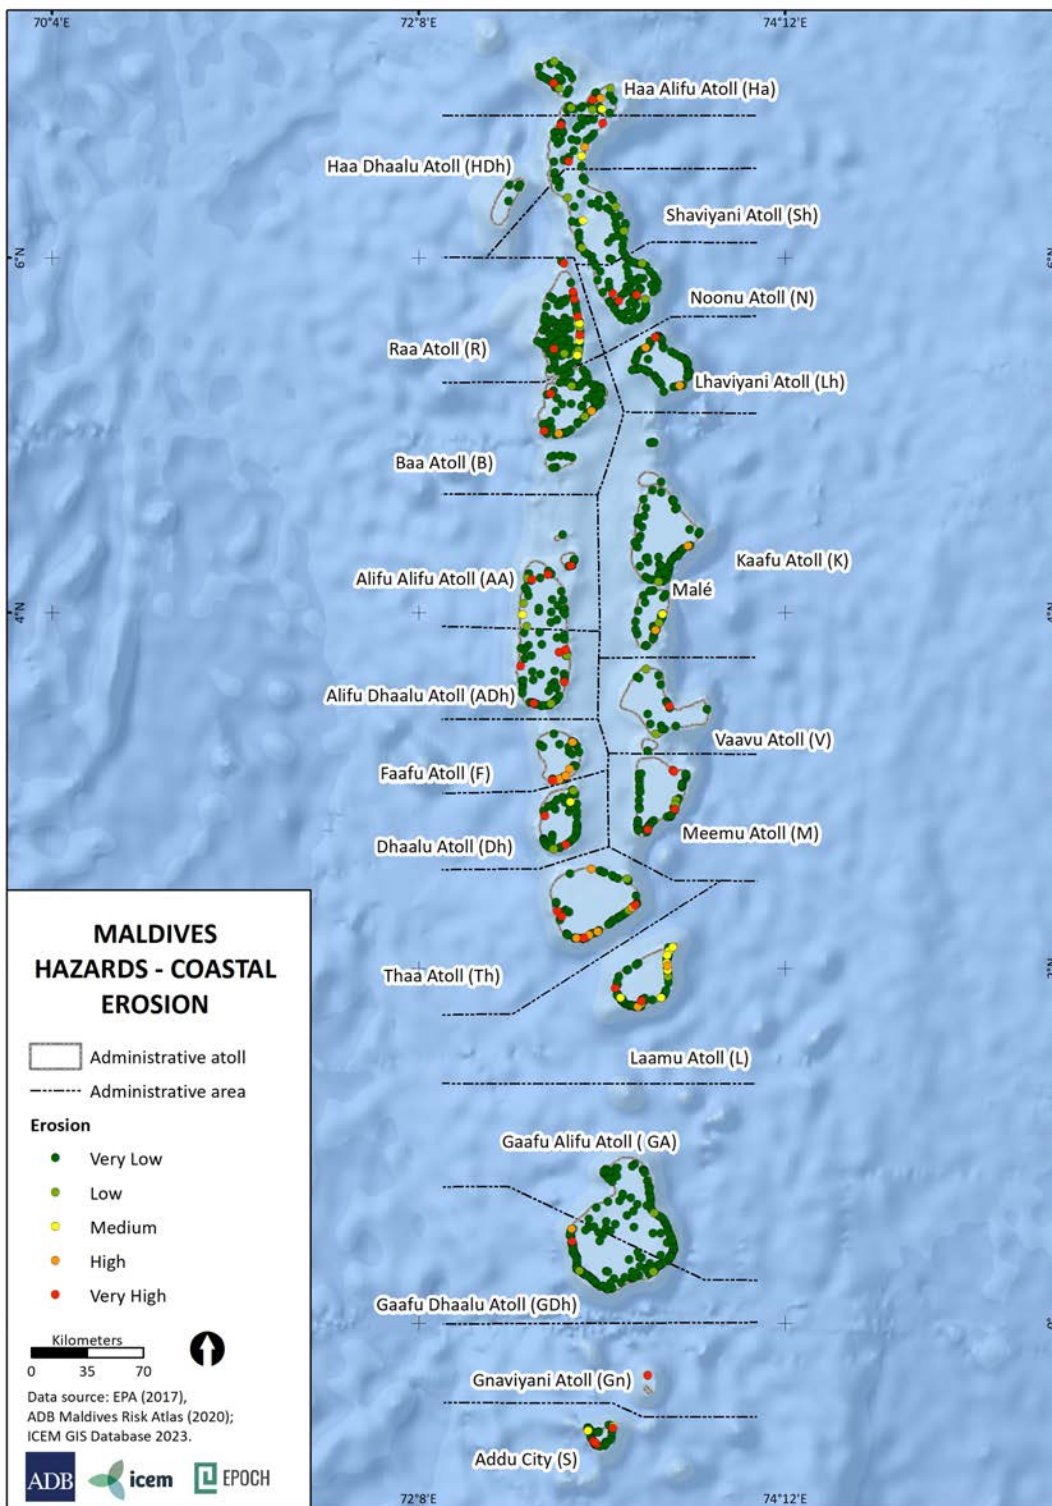 70°4'E
72°8'E
74°12'E
Haa Alifu Atoll (Ha)
Haa Dhaalu Atoll (HDh)
Shaviyani Atoll (Sh)
6°N
6°N
Noonu Atoll (N)
Raa Atoll (R)
Lhaviyani Atoll (Lh)
Baa Atoll (B)
Kaafu Atoll (K)
Alifu Alifu Atoll (AA)
Malé
4°N
4°N
Alifu Dhaalu Atoll (ADh)
Vaavu Atoll (V)
Faafu Atoll (F)
Meemu Atoll (M)
Dhaalu Atoll (Dh)
Thaa Atoll (Th)
2°N
Laamu Atoll (L)
Gaafu Alifu Atoll ( GA)
Gaafu Dhaalu Atoll (GDh)
0°
Gnaviyani Atoll (Gn)
Addu City (S)
72°8'E
74°12'E
MALDIVES
HAZARDS - COASTAL
EROSION
Administrative atoll
Administrative area
Erosion
Very Low
Low
Medium
High
Very High
Kilometers
0 35 70
Data source: EPA (2017),
ADB Maldives Risk Atlas (2020);
ICEM GIS Database 2023.
ADB icem EPOCH